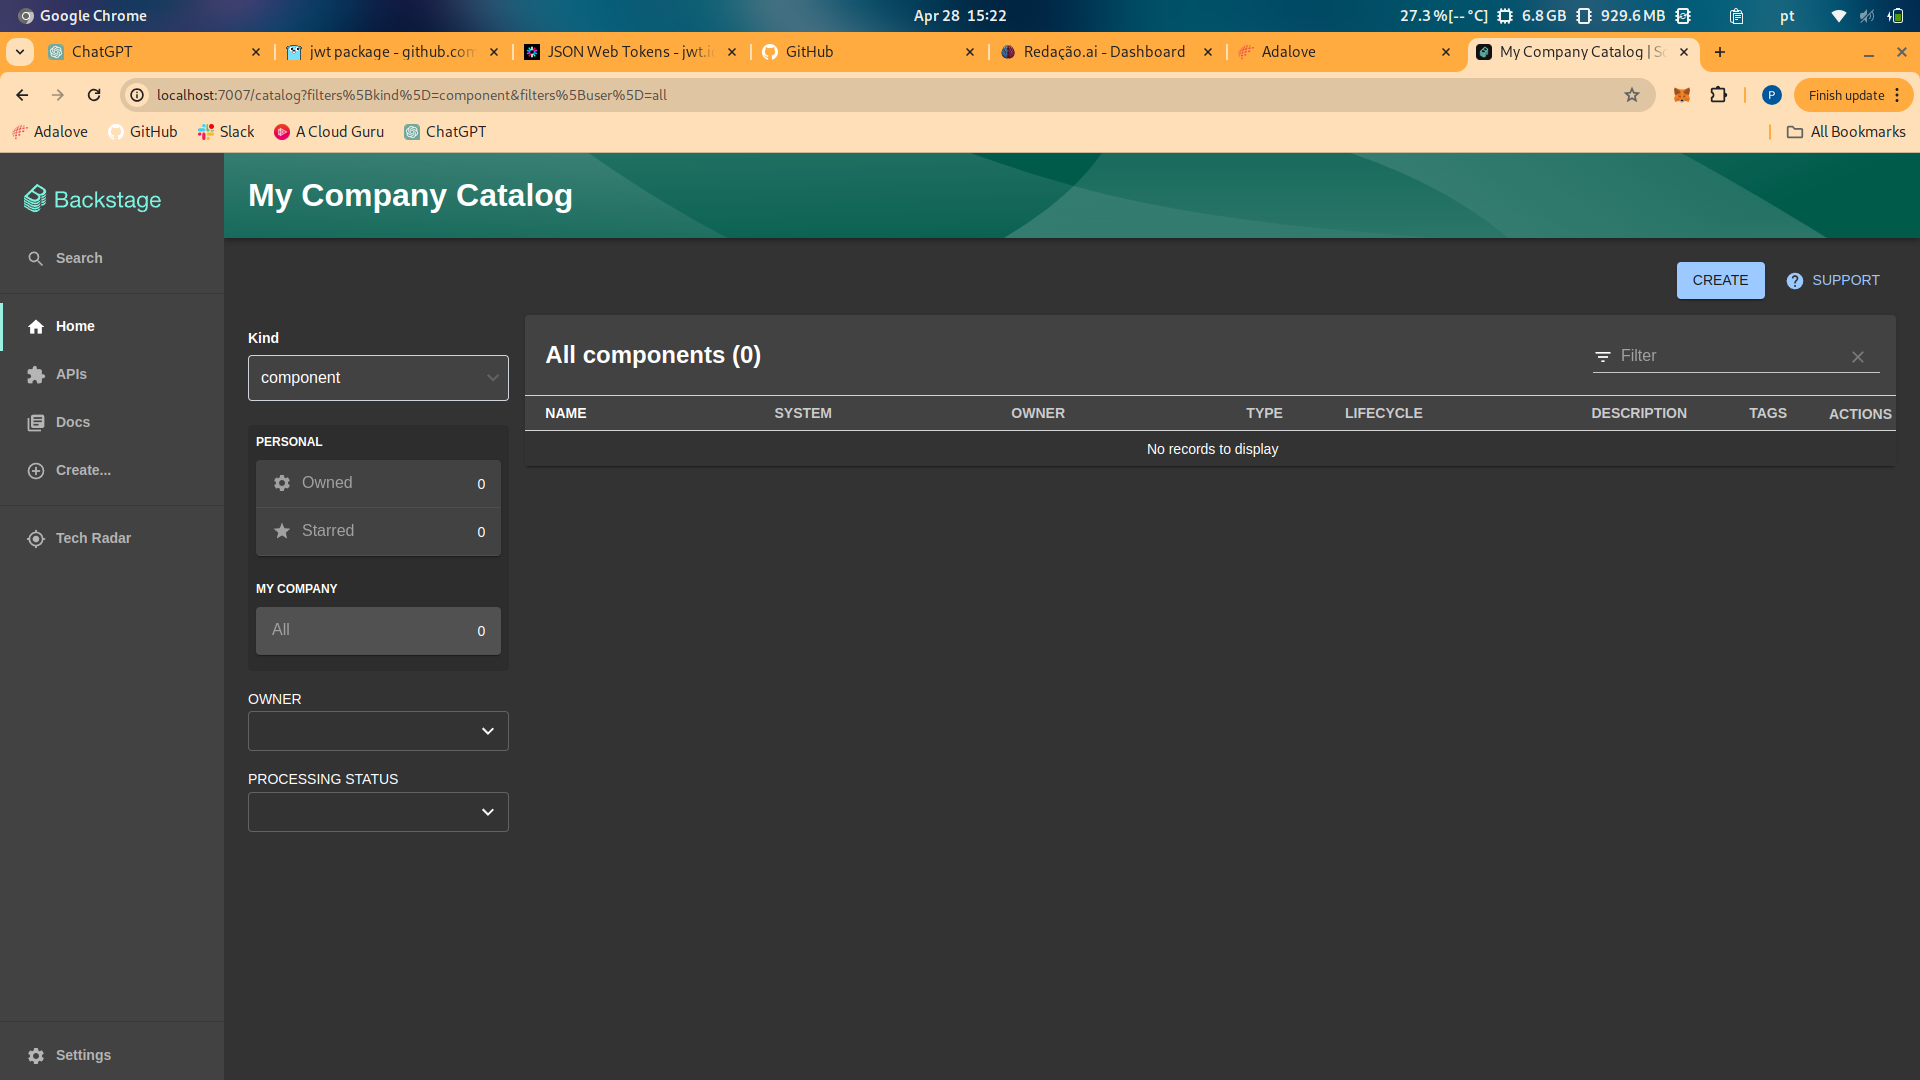 Google Chrome
Apr 28 15:22
27.3 %[-- °C] 6.8 GB 929.6 MB pt
ChatGPT
jwt package - github.com
JSON Web Tokens - jwt.i
GitHub
Redação.ai - Dashboard
Adalove
My Company Catalog | Sc
localhost:7007/catalog?filters%5Bkind%5D=component&filters%5Buser%5D=all
P
Finish update
Adalove
GitHub
Slack
A Cloud Guru
ChatGPT
All Bookmarks
Backstage
Search
Home
APIs
Docs
Create...
Tech Radar
Settings
My Company Catalog
CREATE
SUPPORT
Kind
component
PERSONAL
Owned 0
Starred 0
MY COMPANY
All 0
OWNER
PROCESSING STATUS
All components (0)
Filter
NAME SYSTEM OWNER TYPE LIFECYCLE DESCRIPTION TAGS ACTIONS
No records to display